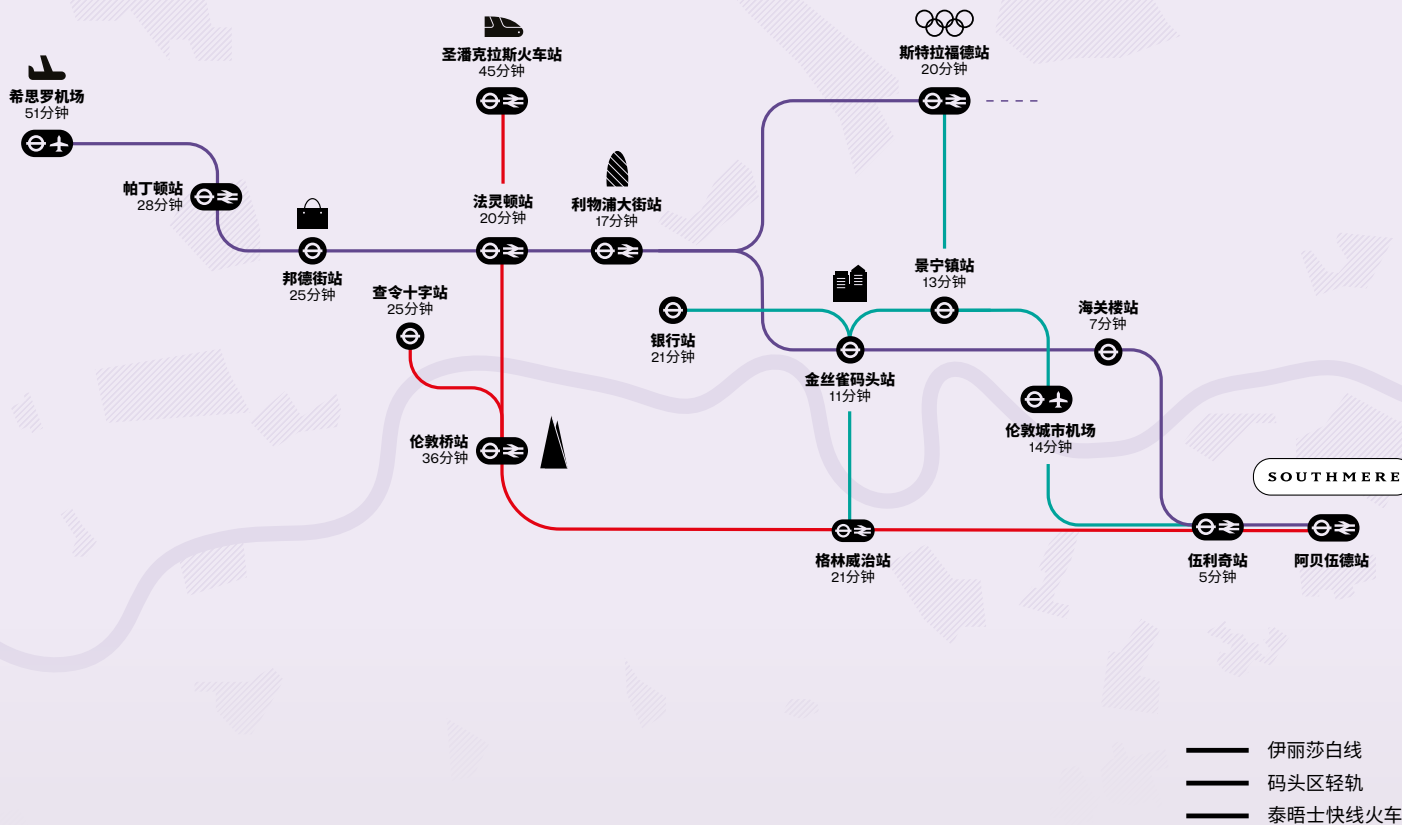 圣潘克拉斯火车站
45分钟
斯特拉福德站
20分钟
希思罗机场
51分钟
帕丁顿站
28分钟
法灵顿站
20分钟
利物浦大街站
17分钟
邦德街站
25分钟
查令十字站
25分钟
景宁镇站
13分钟
银行站
21分钟
海关楼站
7分钟
金丝雀码头站
11分钟
伦敦桥站
36分钟
伦敦城市机场
14分钟
SOUTHMERE
格林威治站
21分钟
伍利奇站
5分钟
阿贝伍德站
伊丽莎白线
码头区轻轨
泰晤士快线火车